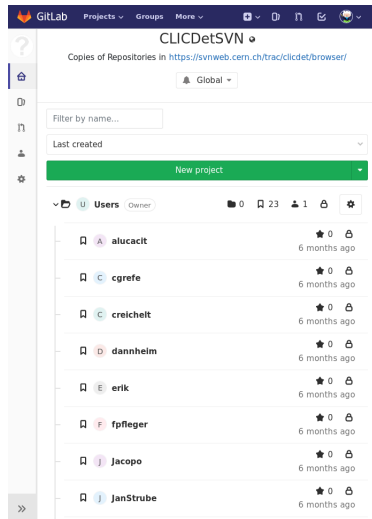 GitLab Projects Groups More
?
CLICDetSVN
Copies of Repositories in https://svnweb.cern.ch/trac/clicdet/browser/
Global
Filter by name...
Last created
New project
U Users Owner 0 23 1
A alucacit 0
6 months ago
C cgrefe 0
6 months ago
C creichelt 0
6 months ago
D dannheim 0
6 months ago
E erik 0
6 months ago
F fpfleger 0
6 months ago
J Jacopo 0
6 months ago
J JanStrube 0
6 months ago